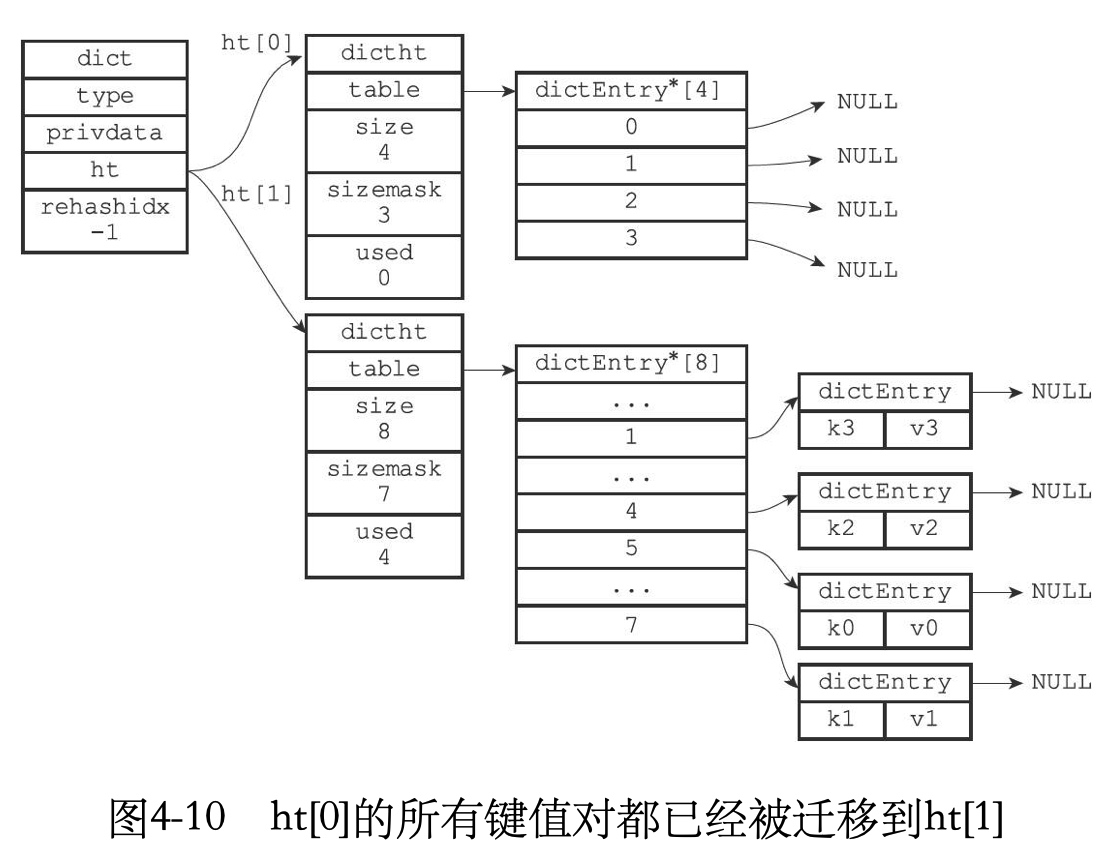 dict
type
privdata
ht
rehashidx
-1
ht[0]
ht[1]
dictht
table
size
4
sizemask
3
used
0
dictEntry*[4]
0
1
2
3
NULL
NULL
NULL
NULL
dictht
table
size
8
sizemask
7
used
4
dictEntry*[8]
...
1
...
4
5
...
7
dictEntry
k3 v3
NULL
dictEntry
k2 v2
NULL
dictEntry
k0 v0
NULL
dictEntry
k1 v1
NULL
图4-10 ht[0]的所有键值对都已经被迁移到ht[1]